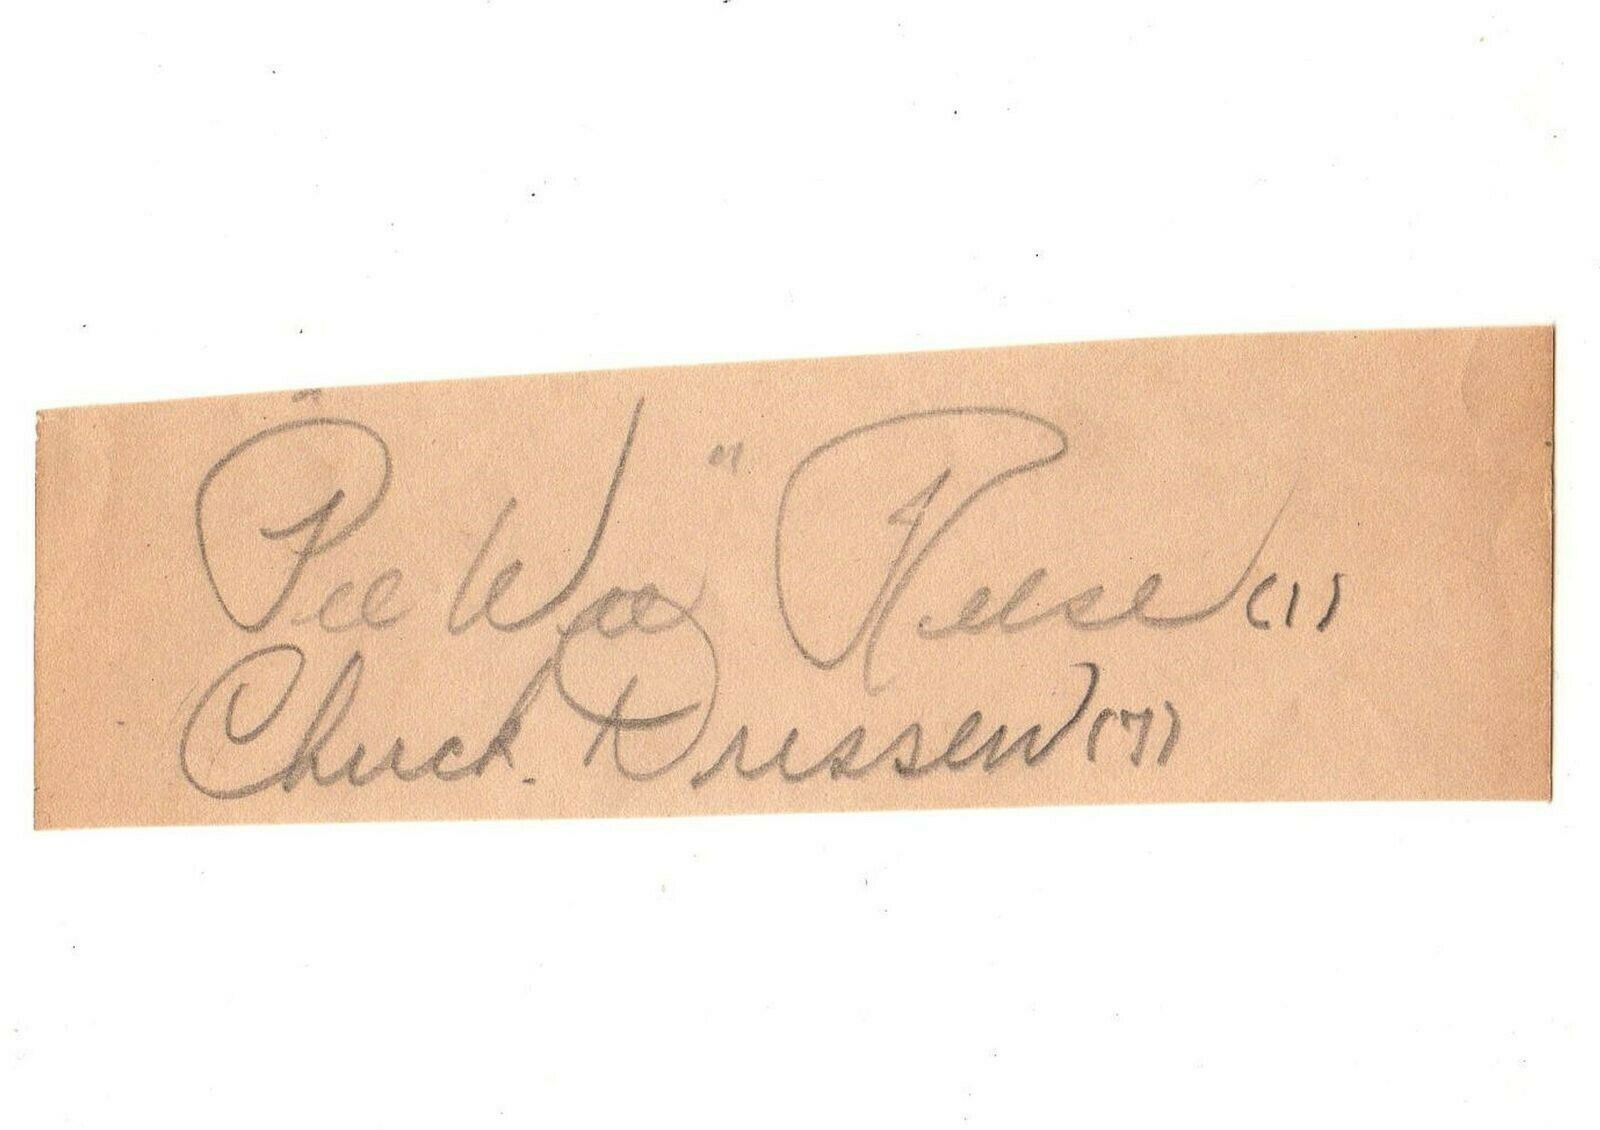 "Pee Wee" Reese (1)
Chuck Dressen (7)